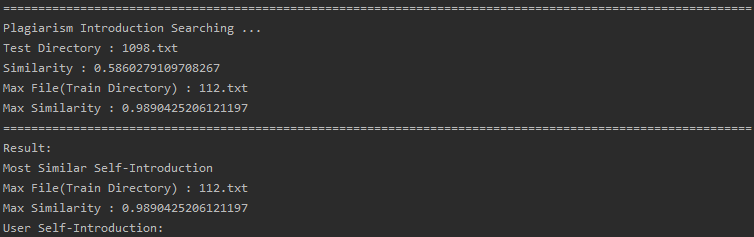 ================================================================================================================
Plagiarism Introduction Searching ...
Test Directory : 1098.txt
Similarity : 0.5860279109708267
Max File(Train Directory) : 112.txt
Max Similarity : 0.9890425206121197
================================================================================================================
Result:
Most Similar Self-Introduction
Max File(Train Directory) : 112.txt
Max Similarity : 0.9890425206121197
User Self-Introduction: